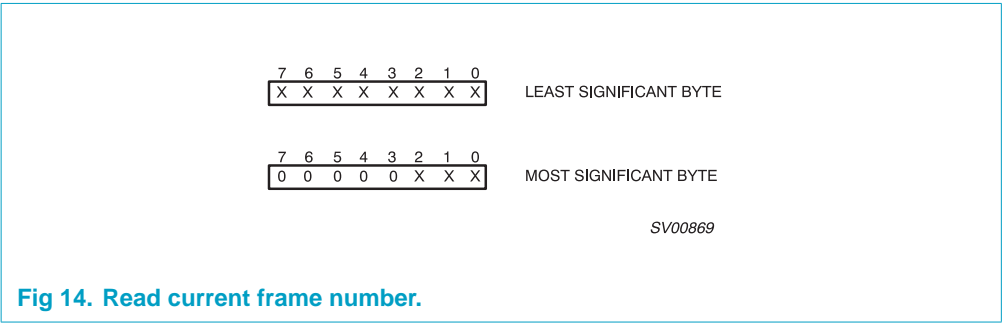 7 6 5 4 3 2 1 0
X X X X X X X X LEAST SIGNIFICANT BYTE
7 6 5 4 3 2 1 0
0 0 0 0 0 X X X MOST SIGNIFICANT BYTE
SV00869
Fig 14. Read current frame number.